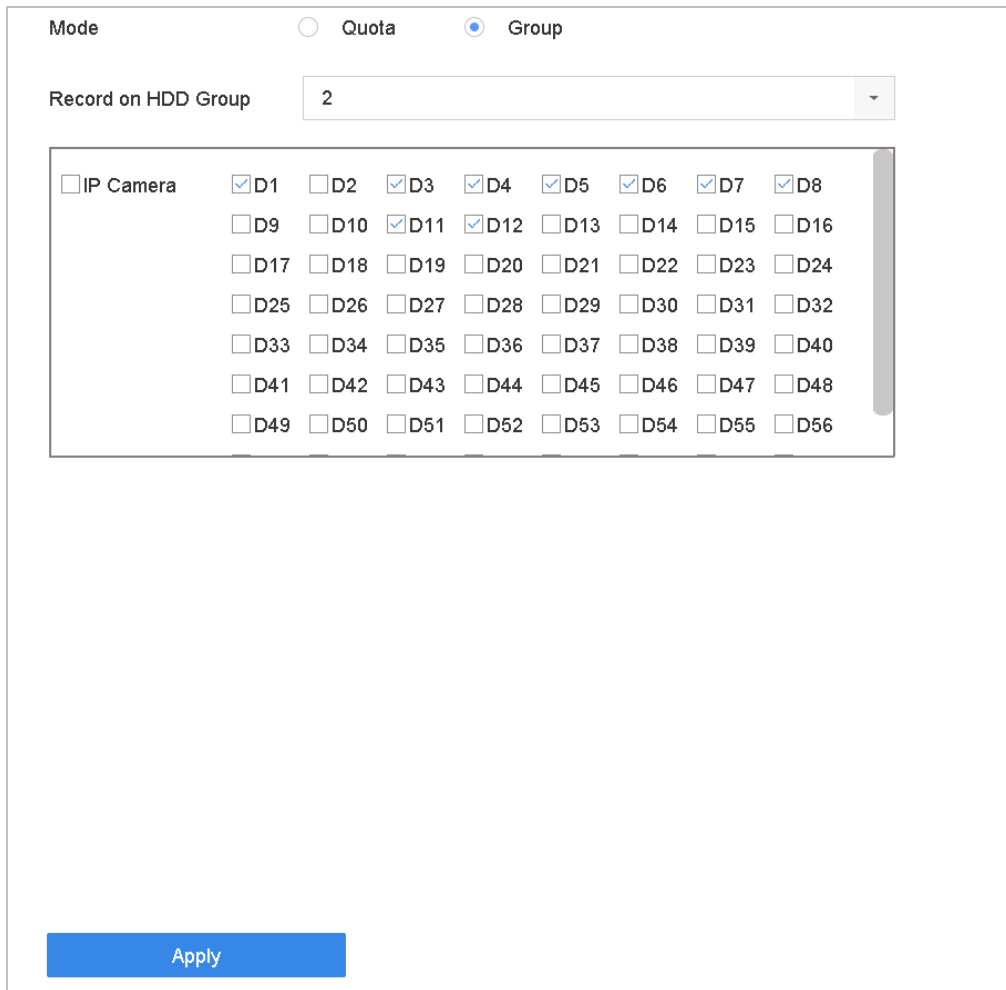 Mode Quota Group
Record on HDD Group 2
IP Camera D1 D2 D3 D4 D5 D6 D7 D8
D9 D10 D11 D12 D13 D14 D15 D16
D17 D18 D19 D20 D21 D22 D23 D24
D25 D26 D27 D28 D29 D30 D31 D32
D33 D34 D35 D36 D37 D38 D39 D40
D41 D42 D43 D44 D45 D46 D47 D48
D49 D50 D51 D52 D53 D54 D55 D56
Apply